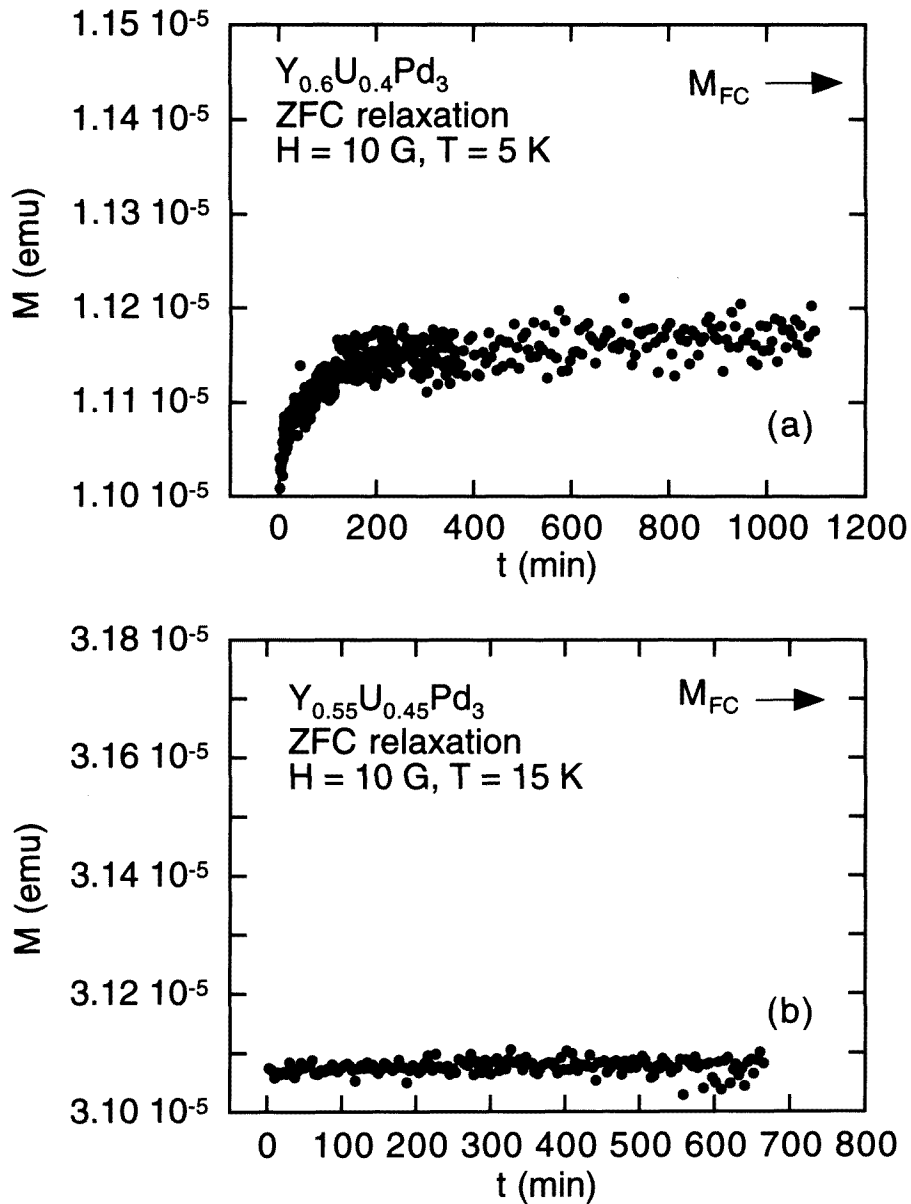 1.15 10⁻⁵
1.14 10⁻⁵
1.13 10⁻⁵
1.12 10⁻⁵
1.11 10⁻⁵
1.10 10⁻⁵
M (emu)
Y₀.₆U₀.₄Pd₃
ZFC relaxation
H = 10 G, T = 5 K
M_FC
(a)
0 200 400 600 800 1000 1200
t (min)
3.18 10⁻⁵
3.16 10⁻⁵
3.14 10⁻⁵
3.12 10⁻⁵
3.10 10⁻⁵
M (emu)
Y₀.₅₅U₀.₄₅Pd₃
ZFC relaxation
H = 10 G, T = 15 K
M_FC
(b)
0 100 200 300 400 500 600 700 800
t (min)